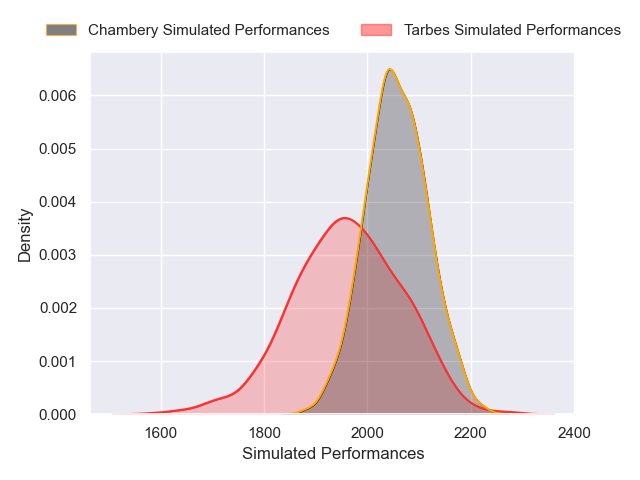 Chambery Simulated Performances
Tarbes Simulated Performances
0.006
0.005
0.004
0.003
0.002
0.001
0.000
Density
1600 1800 2000 2200 2400
Simulated Performances